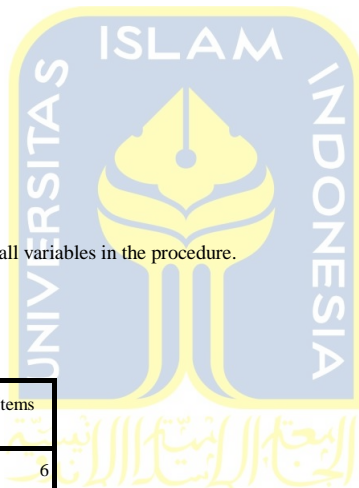 ISLAM
UNIVERSITAS
INDONESIA
all variables in the procedure.
tems
6